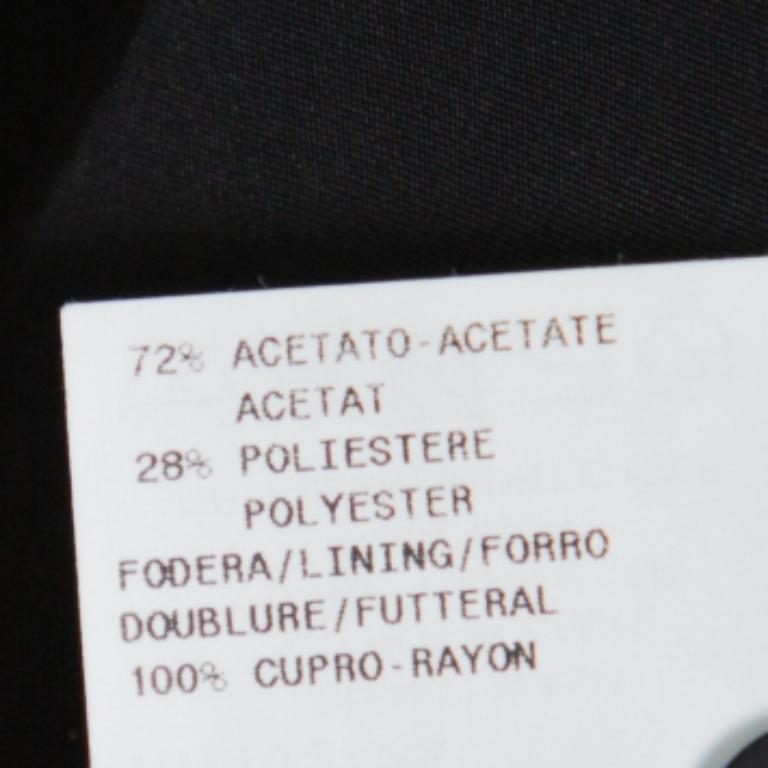 72% ACETATO-ACETATE
ACETAT
28% POLIESTERE
POLYESTER
FODERA/LINING/FORRO
DOUBLURE/FUTTERAL
100% CUPRO-RAYON